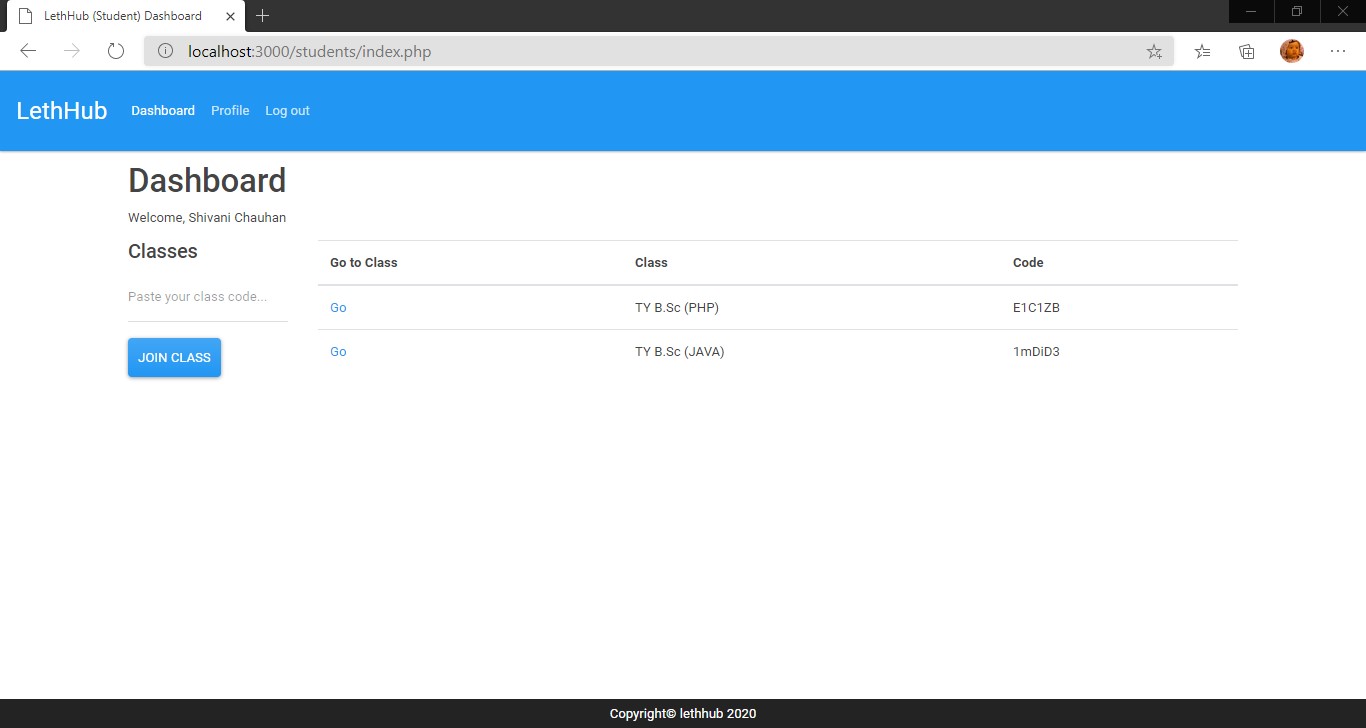 LethHub (Student) Dashboard
localhost:3000/students/index.php
LethHub Dashboard Profile Log out
Dashboard
Welcome, Shivani Chauhan
Classes
Paste your class code...
JOIN CLASS
Go to Class Class Code
Go TY B.Sc (PHP) E1C1ZB
Go TY B.Sc (JAVA) 1mDiD3
Copyright© lethhub 2020